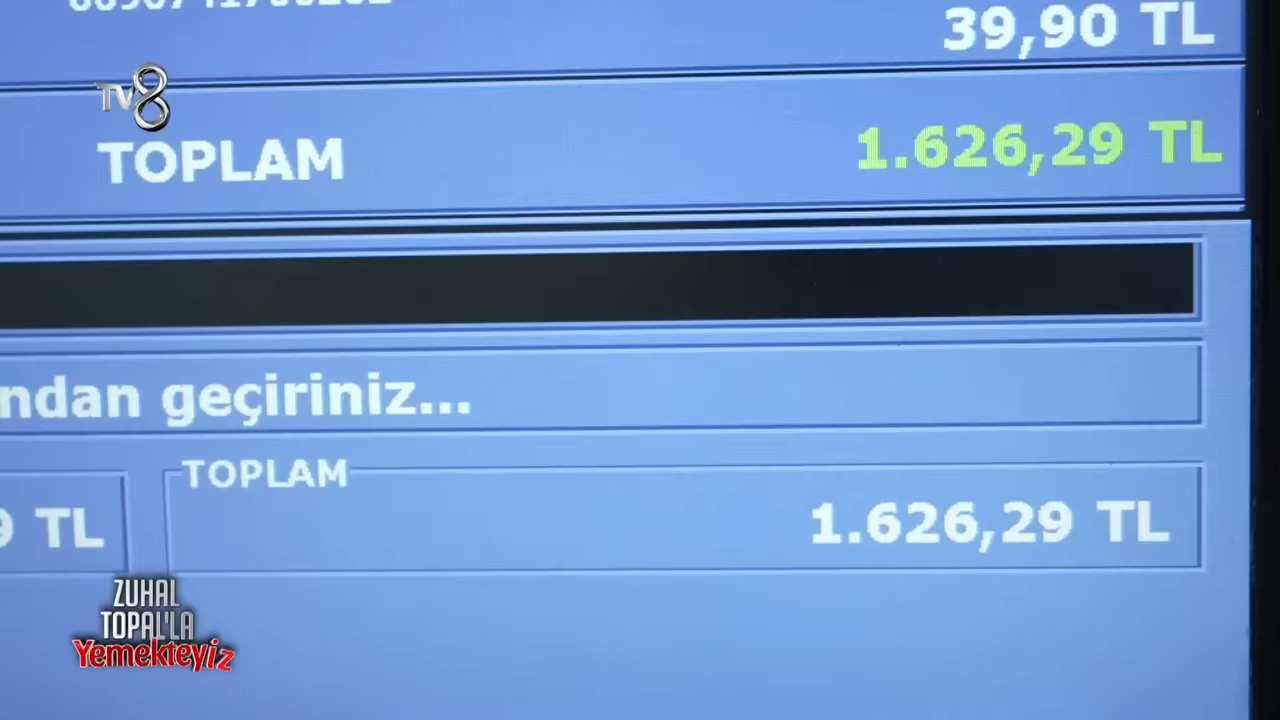 39,90 TL
TV8
TOPLAM 1.626,29 TL
geçiriniz...
TOPLAM
TL 1.626,29 TL
ZUHAL
TOPAL'LA
Yemekteyiz